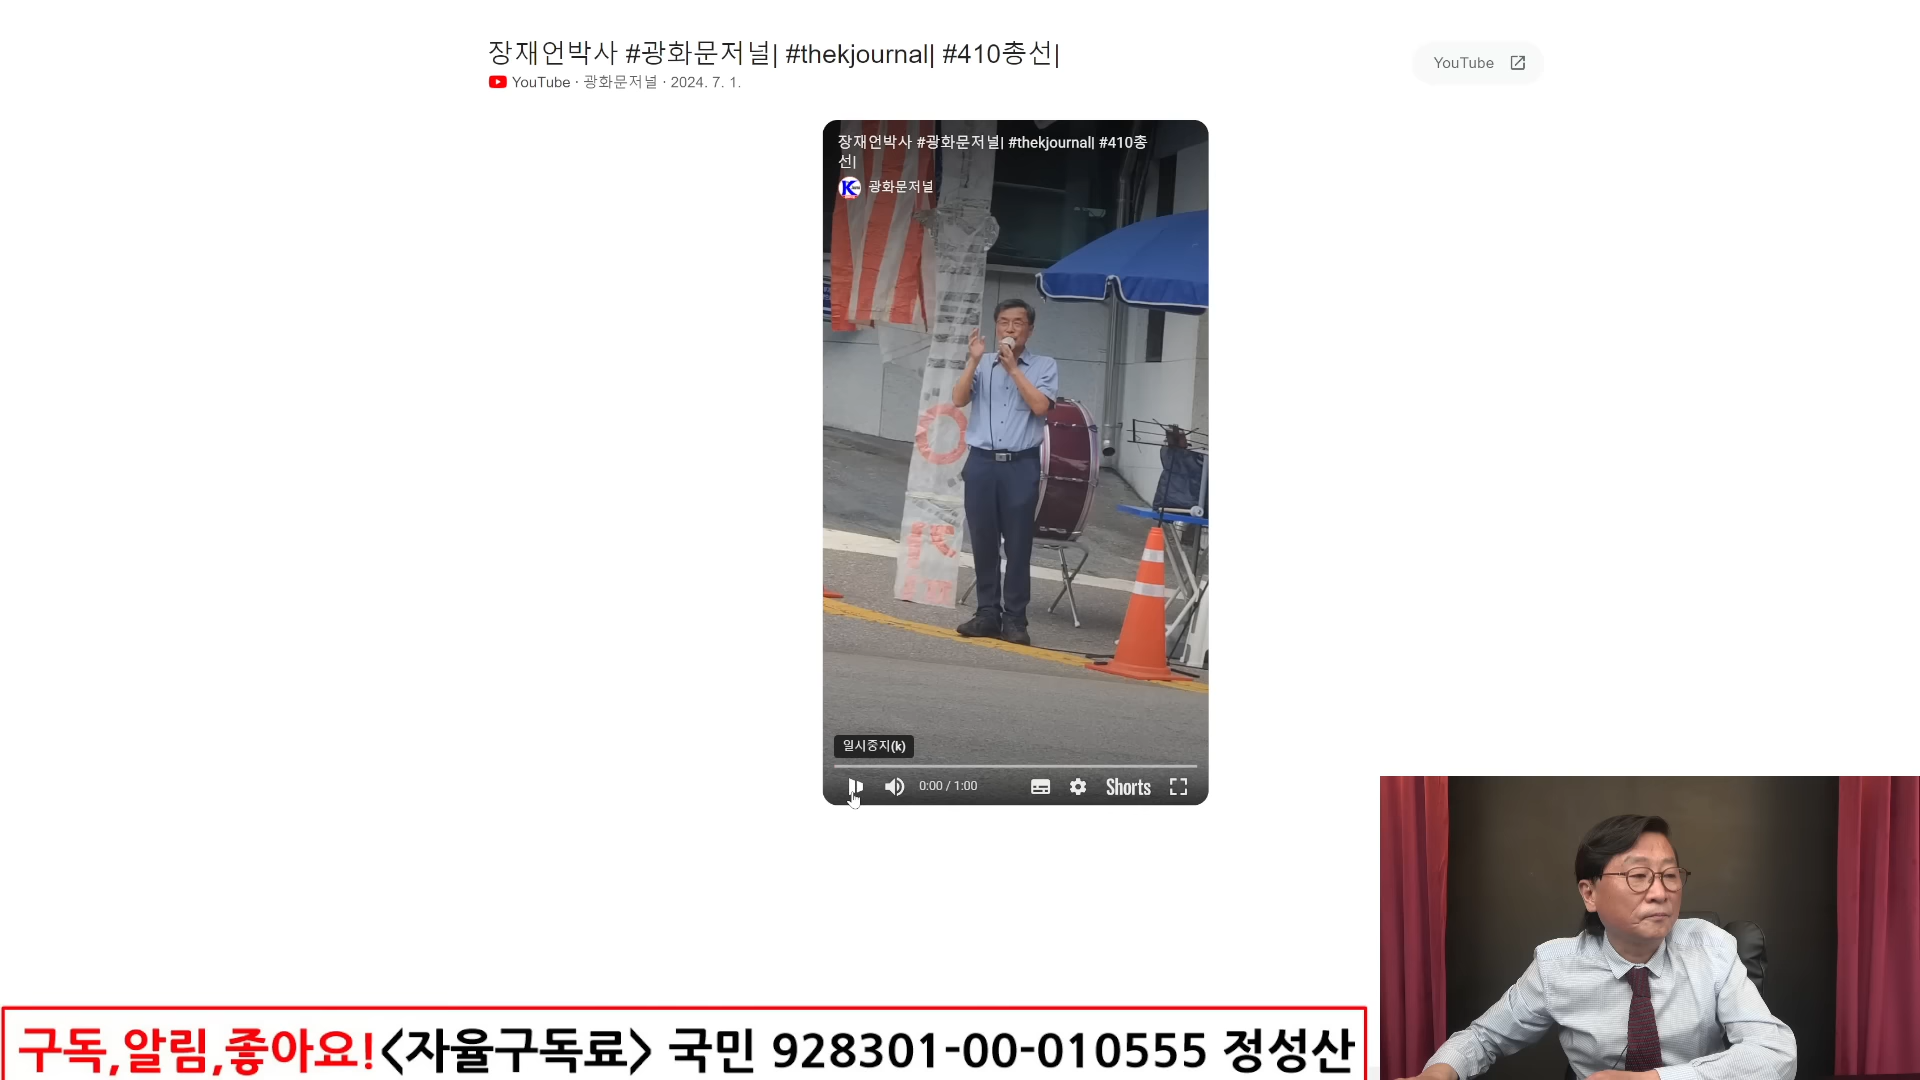 장재언박사 #광화문저널| #thekjournal| #410총선|
YouTube · 광화문저널 · 2024. 7. 1.
YouTube
장재언박사 #광화문저널| #thekjournal| #410총
선|
K
광화문저널
일시중지(k)
0:00 / 1:00
Shorts
구독,알림,좋아요!<자율구독료> 국민 928301-00-010555 정성산